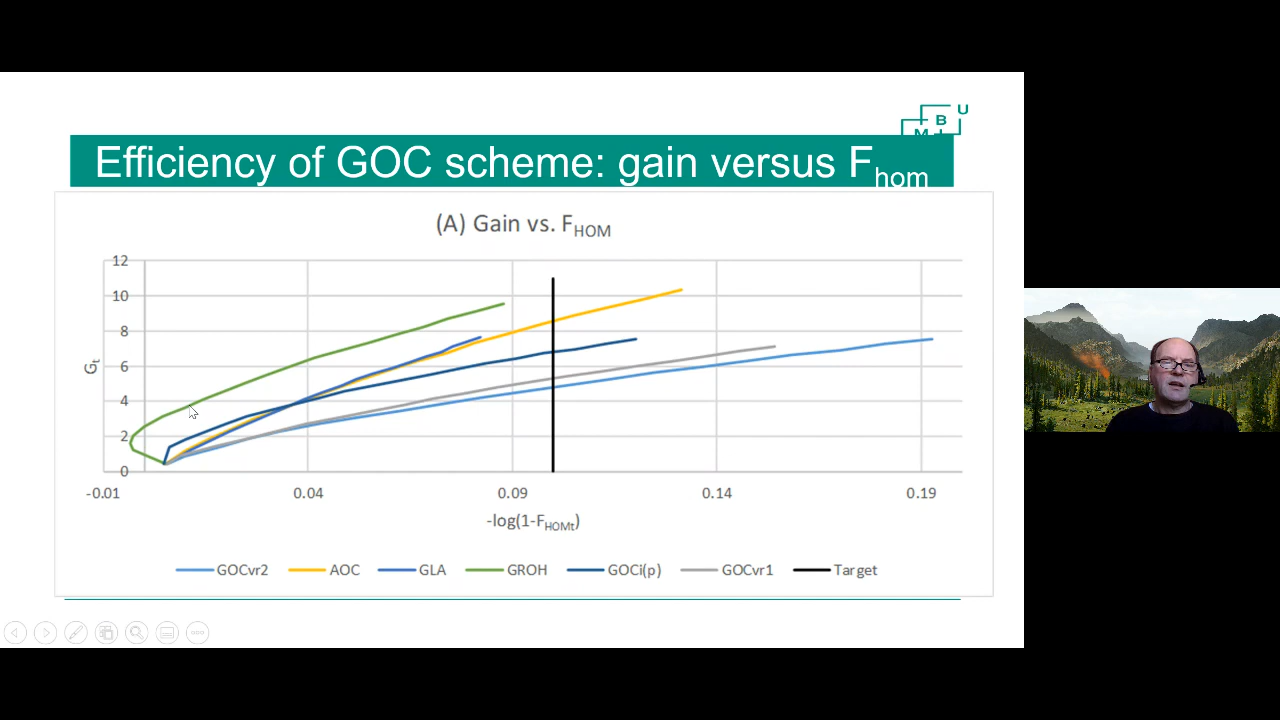 U
B
M
Efficiency of GOC scheme: gain versus Fhom
(A) Gain vs. FHOM
12
10
8
6
4
2
0
Gt
-0.01 0.04 0.09 0.14 0.19
-log(1-FHOMt)
GOCvr2 AOC GLA GROH GOCi(p) GOCvr1 Target